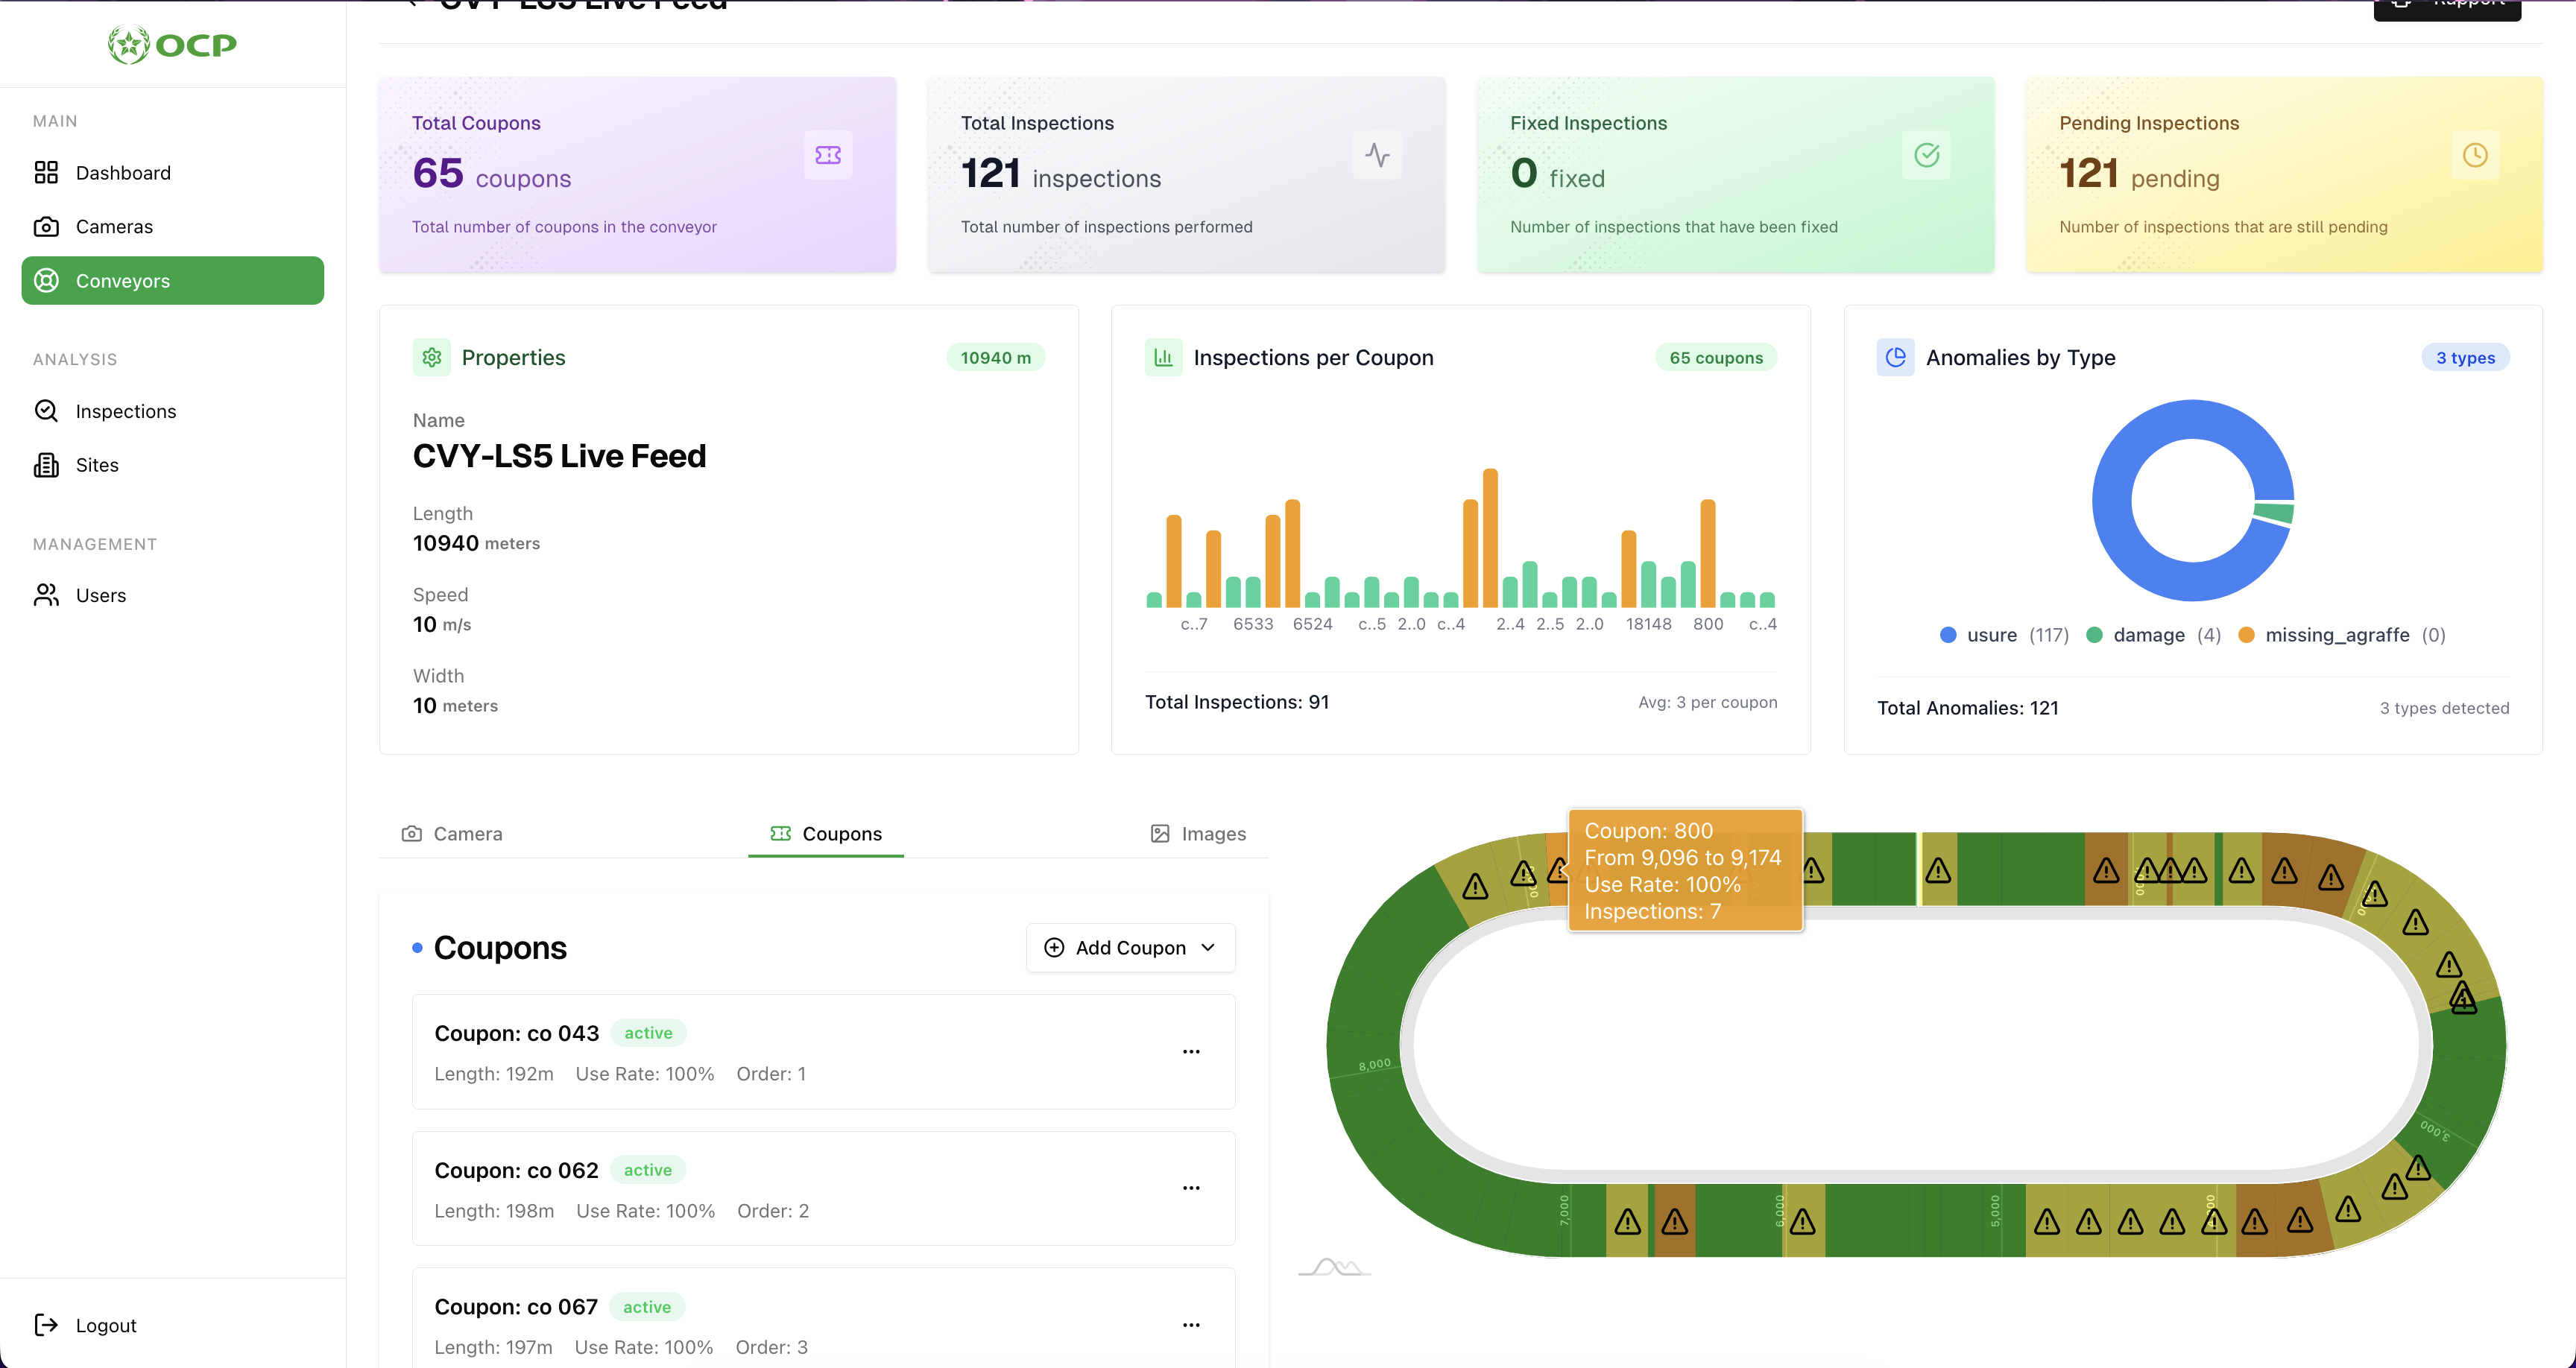 CVY-LS5 Live Feed
Rapport
OCP
MAIN
Dashboard
Cameras
Conveyors
ANALYSIS
Inspections
Sites
MANAGEMENT
Users
Logout
Total Coupons
65 coupons
Total number of coupons in the conveyor
Total Inspections
121 inspections
Total number of inspections performed
Fixed Inspections
0 fixed
Number of inspections that have been fixed
Pending Inspections
121 pending
Number of inspections that are still pending
Properties
10940 m
Name
CVY-LS5 Live Feed
Length
10940 meters
Speed
10 m/s
Width
10 meters
Inspections per Coupon
65 coupons
c..7 6533 6524 c..5 2..0 c..4 2..4 2..5 2..0 18148 800 c..4
Total Inspections: 91
Avg: 3 per coupon
Anomalies by Type
3 types
usure (117) damage (4) missing_agraffe (0)
Total Anomalies: 121
3 types detected
Camera
Coupons
Images
Coupons
Add Coupon
Coupon: co 043 active
Length: 192m Use Rate: 100% Order: 1
Coupon: co 062 active
Length: 198m Use Rate: 100% Order: 2
Coupon: co 067 active
Length: 197m Use Rate: 100% Order: 3
Coupon: 800
From 9,096 to 9,174
Use Rate: 100%
Inspections: 7
8,000
3,000
7,000
6,000
5,000